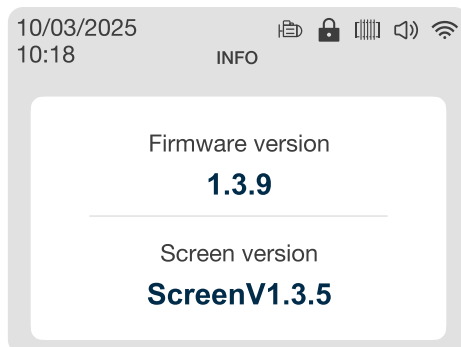 10/03/2025
10:18
INFO
Firmware version
1.3.9
Screen version
ScreenV1.3.5